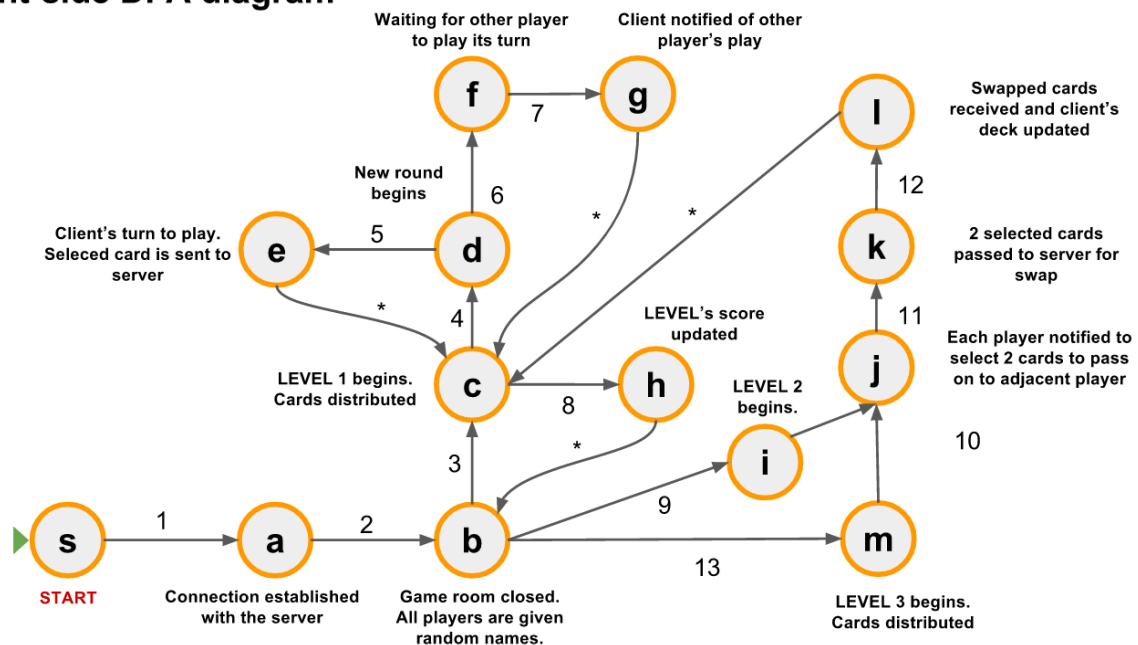 nt-side DFA diagram
Waiting for other player
to play its turn
Client notified of other
player's play
f
7
g
l
Swapped cards
received and client's
deck updated
New round
begins
6
*
*
12
Client's turn to play.
Seleced card is sent to
server
e
5
d
k
2 selected cards
passed to server for
swap
*
4
11
LEVEL's score
updated
Each player notified to
select 2 cards to pass
on to adjacent player
LEVEL 1 begins.
Cards distributed
c
8
h
j
LEVEL 2
begins.
*
10
3
i
9
s
1
a
2
b
13
m
START
Connection established
with the server
Game room closed.
All players are given
random names.
LEVEL 3 begins.
Cards distributed